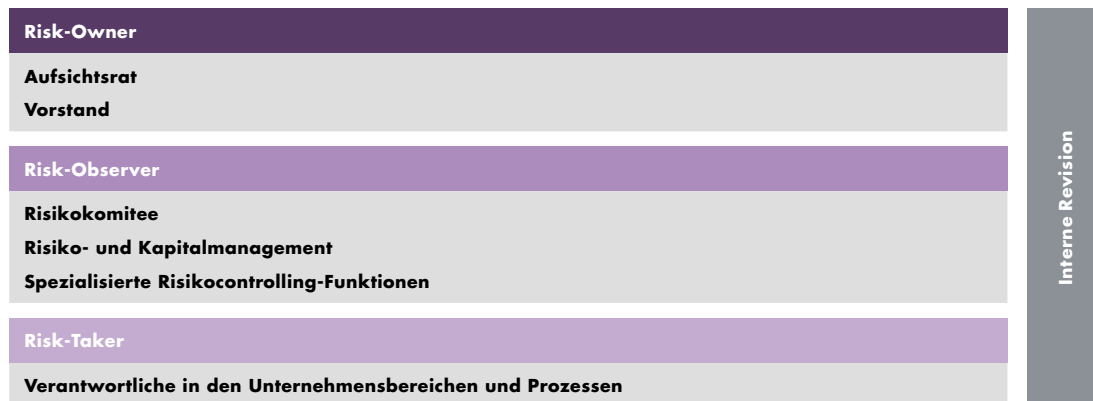 Risk-Owner
Aufsichtsrat
Vorstand
Risk-Observer
Risikokomitee
Risiko- und Kapitalmanagement
Spezialisierte Risikocontrolling-Funktionen
Risk-Taker
Verantwortliche in den Unternehmensbereichen und Prozessen
Interne Revision